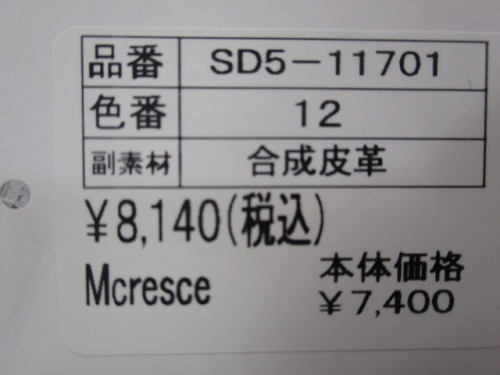 品番 SD5-11701
色番 12
副素材 合成皮革
¥8,140(税込)
Mcresce 本体価格
¥7,400